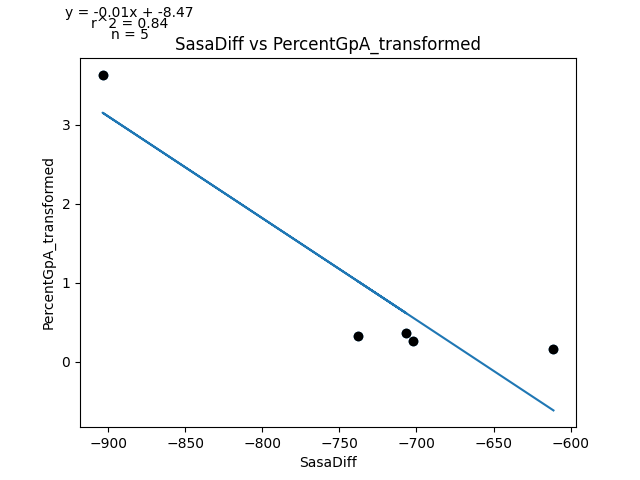 y = -0.01x + -8.47
r^2 = 0.84
n = 5
SasaDiff vs PercentGpA_transformed
PercentGpA_transformed
3
2
1
0
−900
−850
−800
−750
−700
−650
−600
SasaDiff